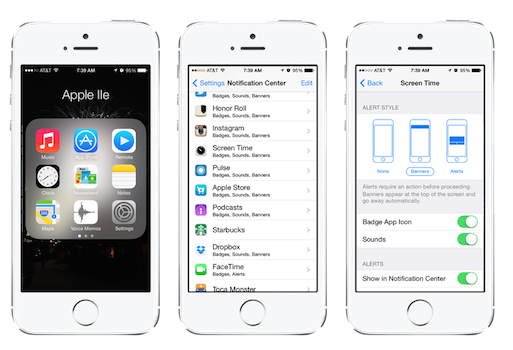 AT&T 7:39 AM 95%
Apple IIe
Music
App Store
Remote
Clock
Newsstand
Notes
Maps
Voice Memos
Settings
AT&T 7:39 AM 95%
Settings Notification Center Edit
Badges, Sounds, Banners
Honor Roll
Badges, Sounds, Banners
Instagram
Badges, Sounds, Banners
Screen Time
Badges, Sounds, Banners
Pulse
Badges, Sounds, Banners
Apple Store
Badges, Sounds, Banners
Podcasts
Badges, Sounds, Banners
Starbucks
Dropbox
Badges, Sounds, Banners
FaceTime
Badges, Alerts
Toca Monster
AT&T 7:39 AM 95%
Back Screen Time
ALERT STYLE
None
Banners
Alerts
Alerts require an action before proceeding.
Banners appear at the top of the screen and
go away automatically.
Badge App Icon
Sounds
ALERTS
Show in Notification Center